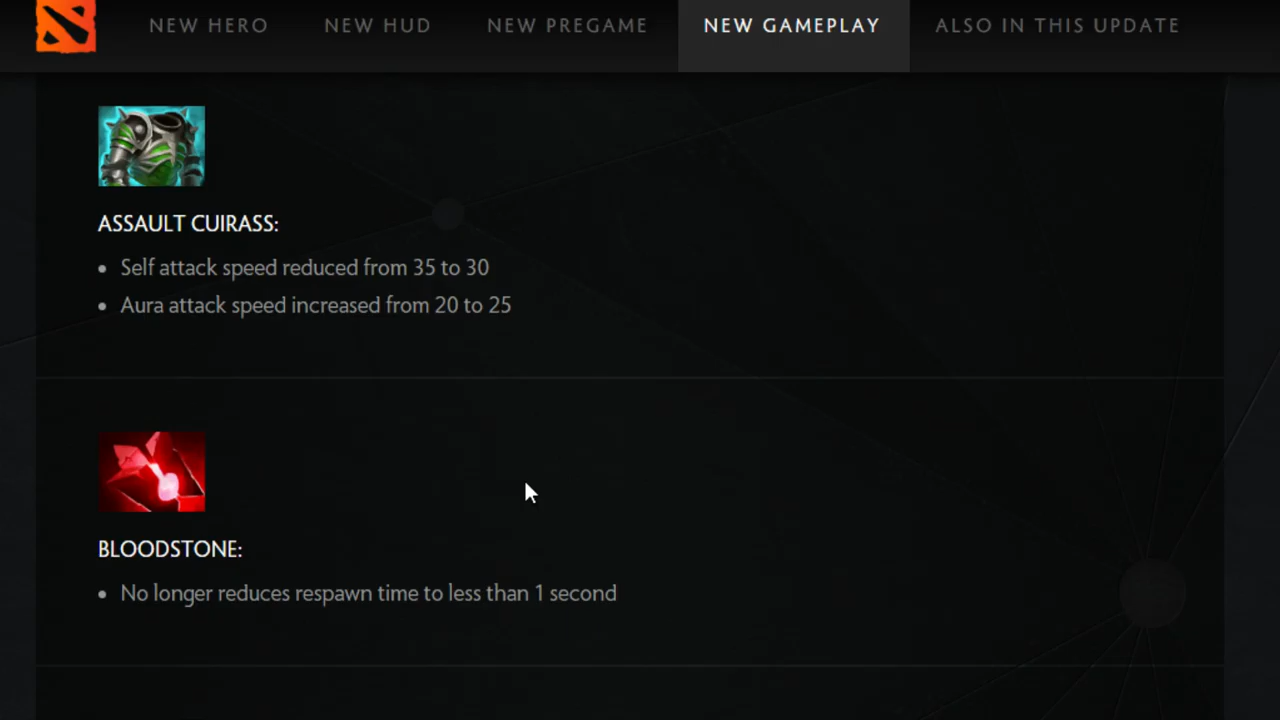 NEW HERO NEW HUD NEW PREGAME NEW GAMEPLAY ALSO IN THIS UPDATE
ASSAULT CUIRASS:
• Self attack speed reduced from 35 to 30
• Aura attack speed increased from 20 to 25
BLOODSTONE:
• No longer reduces respawn time to less than 1 second